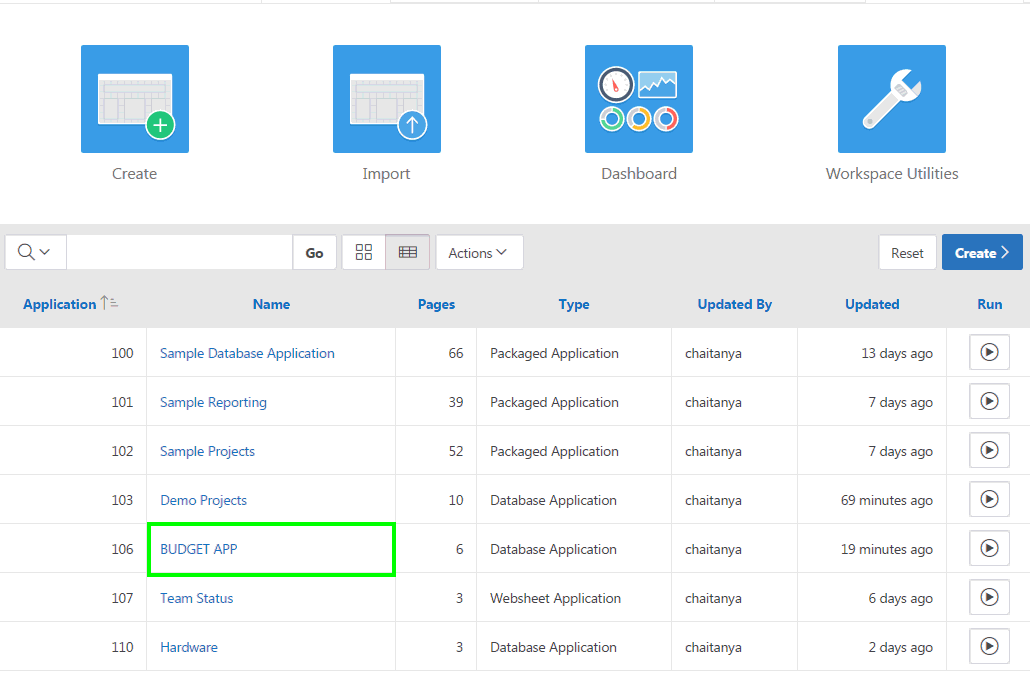 Create Import Dashboard Workspace Utilities
Go Actions Reset Create
Application Name Pages Type Updated By Updated Run
100 Sample Database Application 66 Packaged Application chaitanya 13 days ago
101 Sample Reporting 39 Packaged Application chaitanya 7 days ago
102 Sample Projects 52 Packaged Application chaitanya 7 days ago
103 Demo Projects 10 Database Application chaitanya 69 minutes ago
106 BUDGET APP 6 Database Application chaitanya 19 minutes ago
107 Team Status 3 Websheet Application chaitanya 6 days ago
110 Hardware 3 Database Application chaitanya 2 days ago